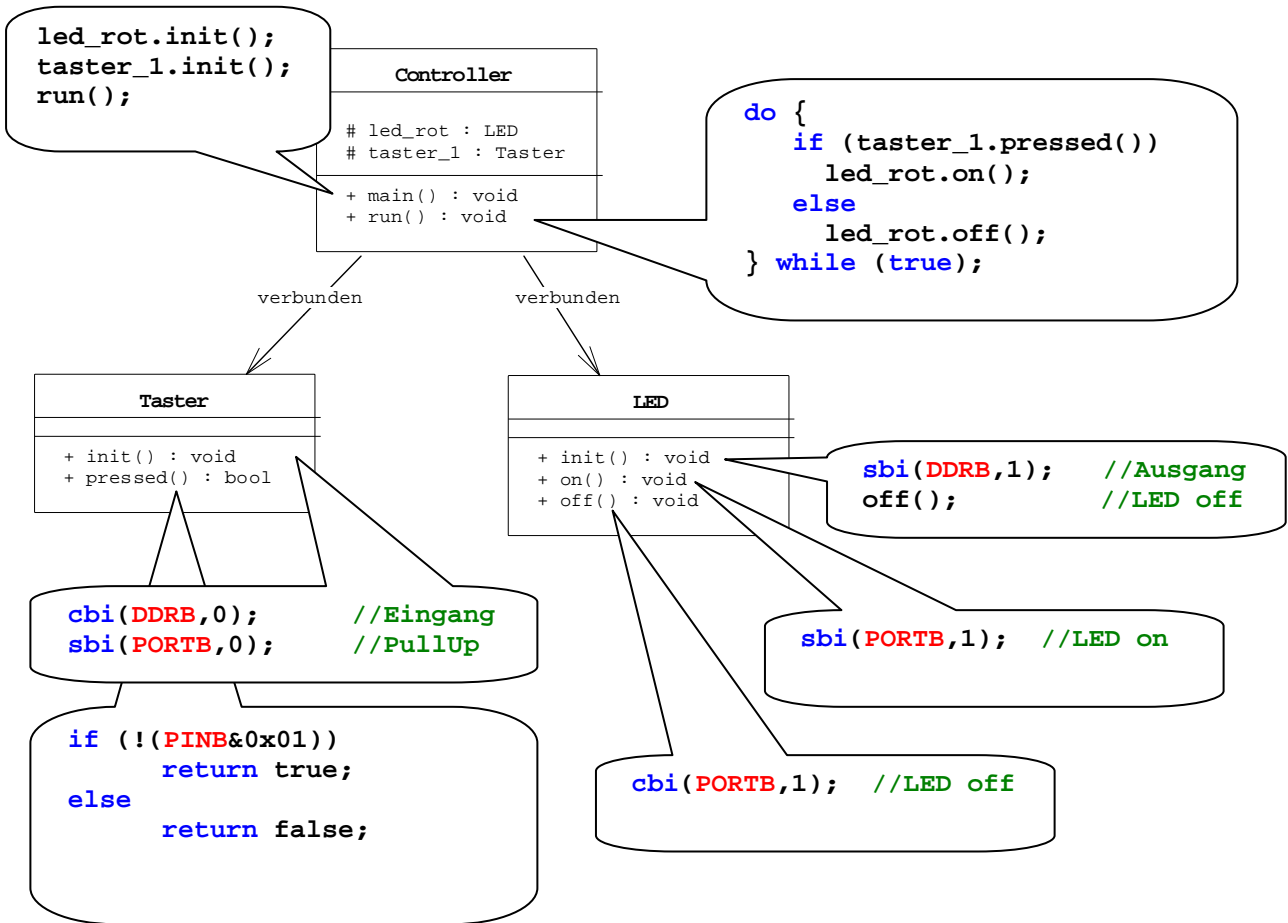 led_rot.init();
taster_1.init();
run();
Controller
# led_rot : LED
# taster_1 : Taster
+ main() : void
+ run() : void
do {
if (taster_1.pressed())
led_rot.on();
else
led_rot.off();
} while (true);
verbunden
verbunden
Taster
+ init() : void
+ pressed() : bool
LED
+ init() : void
+ on() : void
+ off() : void
sbi(DDRB,1); //Ausgang
off(); //LED off
cbi(DDRB,0); //Eingang
sbi(PORTB,0); //PullUp
sbi(PORTB,1); //LED on
if (!(PINB&0x01))
return true;
else
return false;
cbi(PORTB,1); //LED off